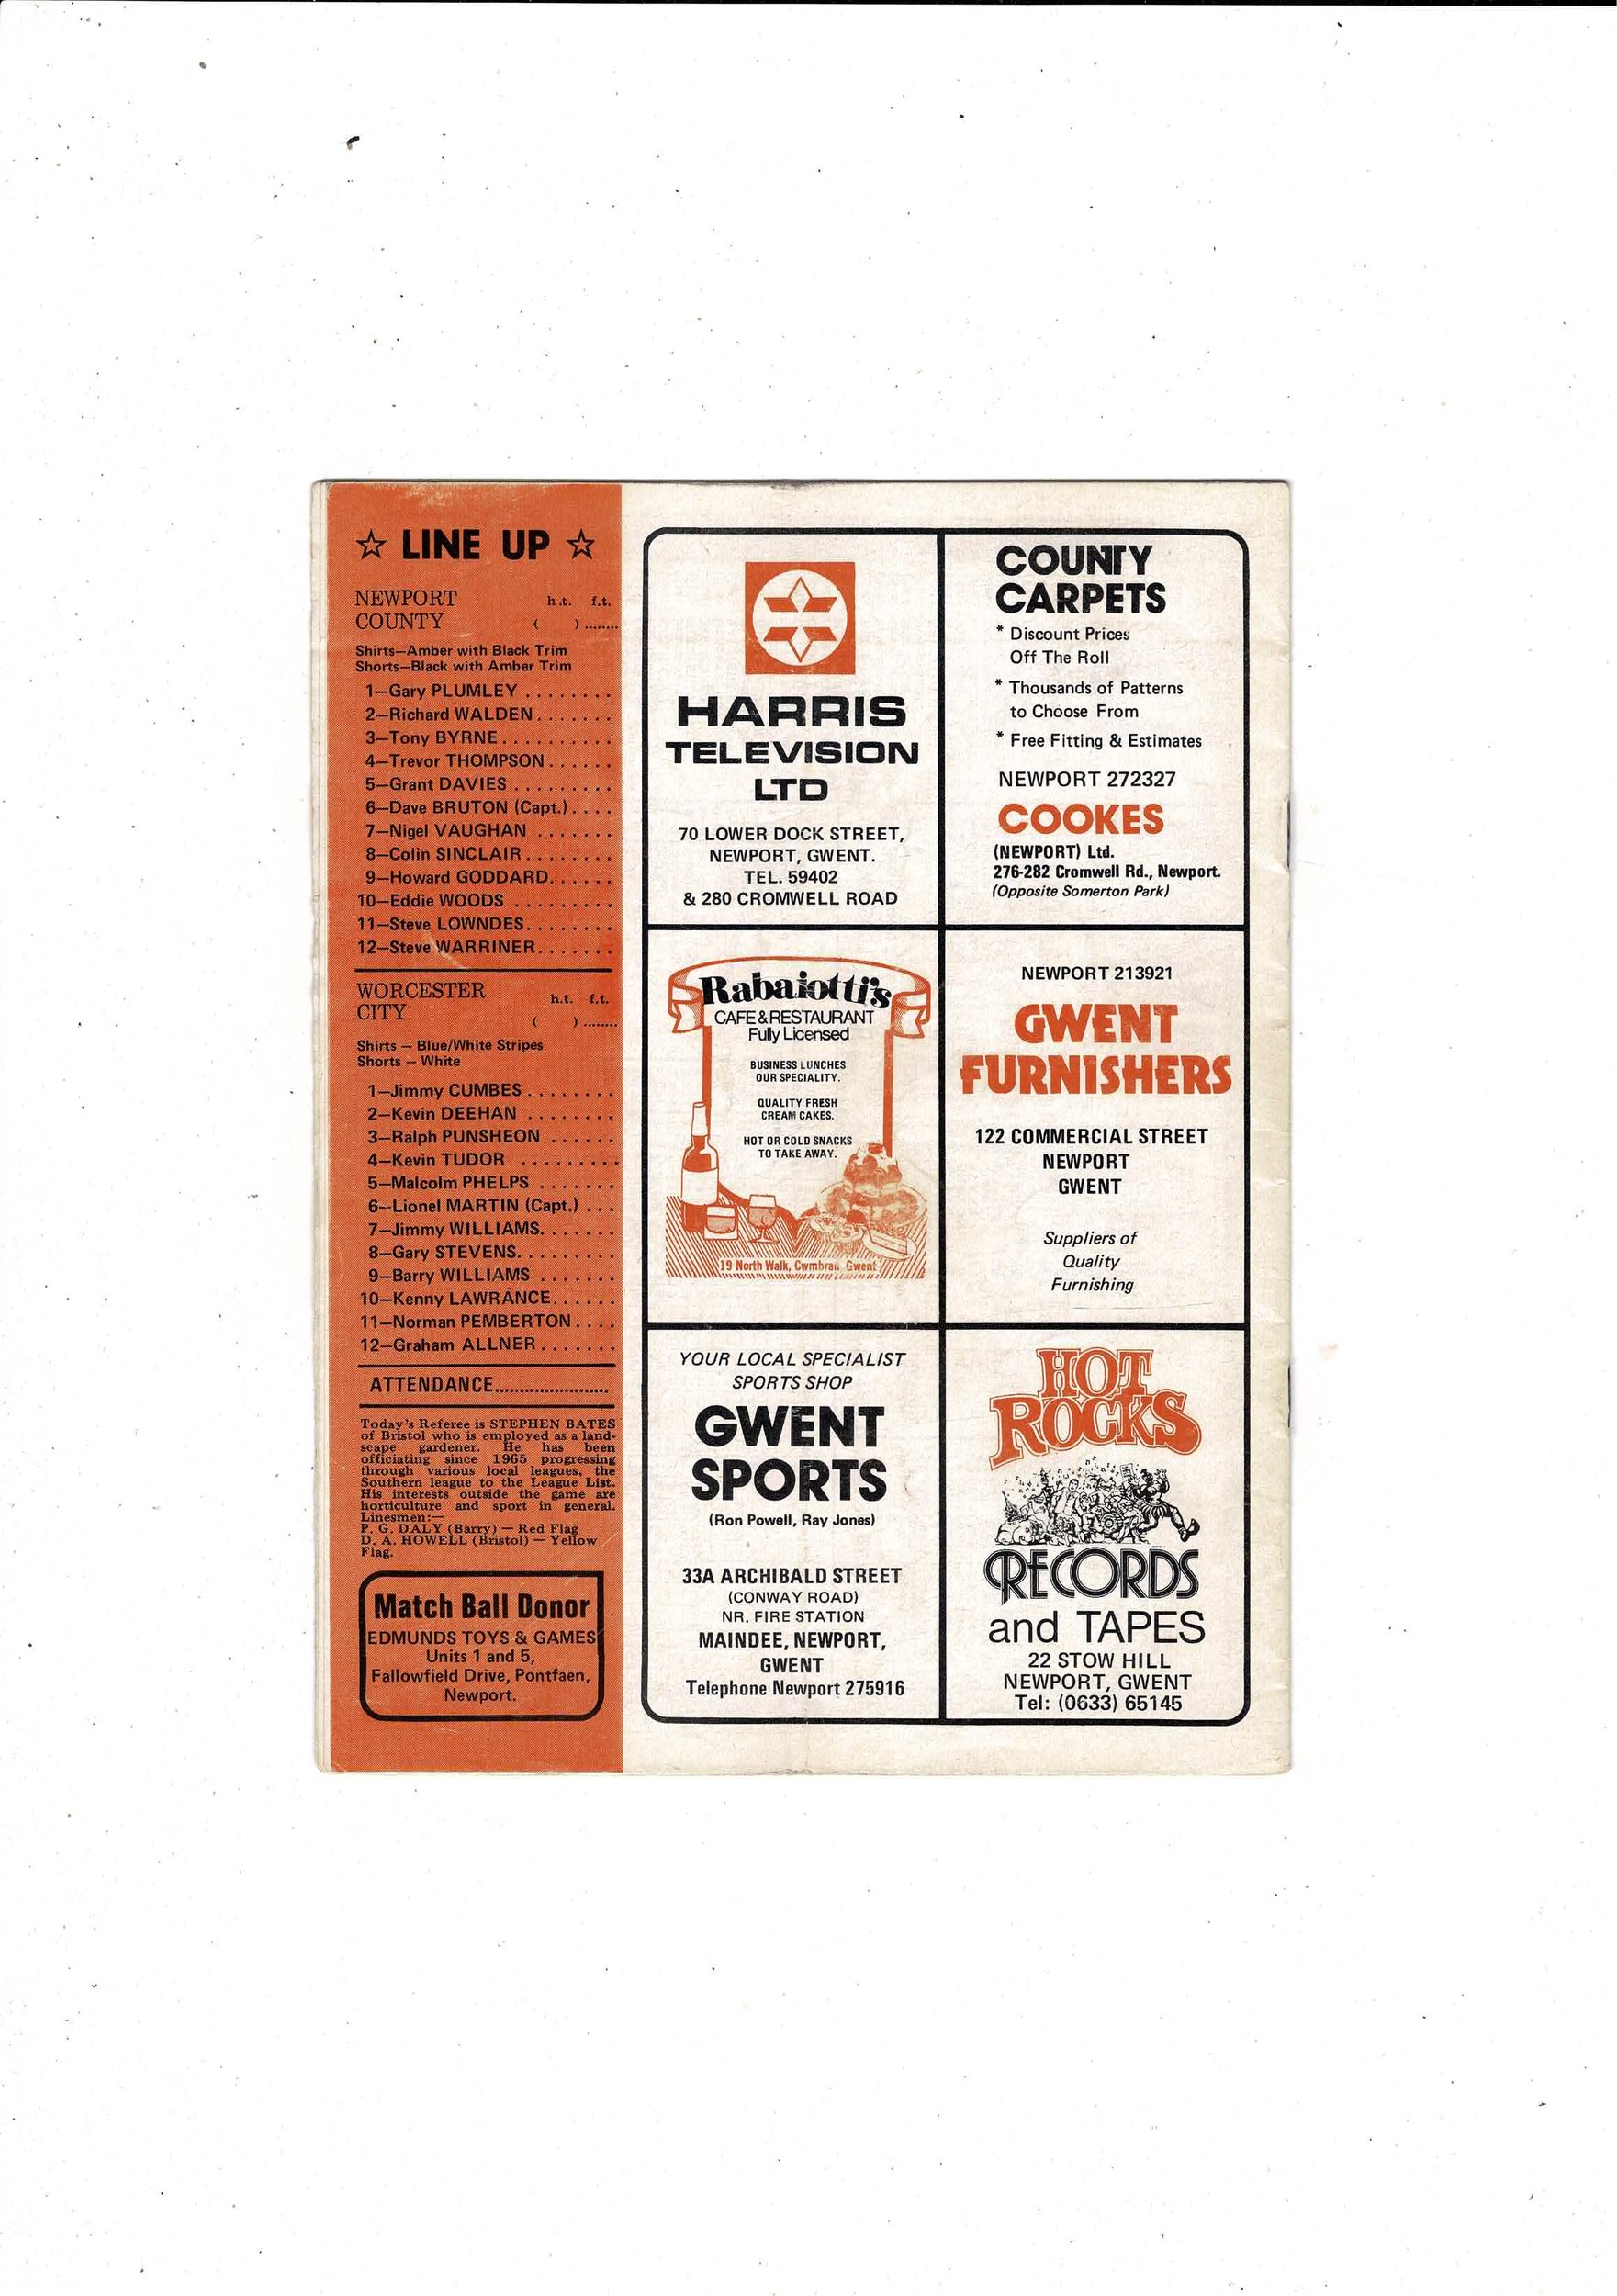 ☆ LINE UP ☆
NEWPORT h.t. f.t.
COUNTY ( ) ........
Shirts—Amber with Black Trim
Shorts—Black with Amber Trim
1—Gary PLUMLEY ........
2—Richard WALDEN.......
3—Tony BYRNE..........
4—Trevor THOMPSON......
5—Grant DAVIES .........
6—Dave BRUTON (Capt.)....
7—Nigel VAUGHAN .......
8—Colin SINCLAIR........
9—Howard GODDARD......
10—Eddie WOODS .........
11—Steve LOWNDES........
12—Steve WARRINER.......
WORCESTER h.t. f.t.
CITY ( ) ........
Shirts — Blue/White Stripes
Shorts — White
1—Jimmy CUMBES ........
2—Kevin DEEHAN ........
3—Ralph PUNSHEON ......
4—Kevin TUDOR .........
5—Malcolm PHELPS .......
6—Lionel MARTIN (Capt.) ...
7—Jimmy WILLIAMS.......
8—Gary STEVENS.........
9—Barry WILLIAMS .......
10—Kenny LAWRANCE......
11—Norman PEMBERTON....
12—Graham ALLNER.......
ATTENDANCE........................
Today's Referee is STEPHEN BATES
of Bristol who is employed as a land-
scape gardener. He has been
officiating since 1965 progressing
through various local leagues, the
Southern league to the League List.
His interests outside the game are
horticulture and sport in general.
Linesmen:—
P. G. DALY (Barry) — Red Flag
D. A. HOWELL (Bristol) — Yellow
Flag.
Match Ball Donor
EDMUNDS TOYS & GAMES
Units 1 and 5,
Fallowfield Drive, Pontfaen,
Newport.
HARRIS
TELEVISION
LTD
70 LOWER DOCK STREET,
NEWPORT, GWENT.
TEL. 59402
& 280 CROMWELL ROAD
COUNTY
CARPETS
* Discount Prices
Off The Roll
* Thousands of Patterns
to Choose From
* Free Fitting & Estimates
NEWPORT 272327
COOKES
(NEWPORT) Ltd.
276-282 Cromwell Rd., Newport.
(Opposite Somerton Park)
Rabaiotti's
CAFE & RESTAURANT
Fully Licensed
BUSINESS LUNCHES
OUR SPECIALITY.
QUALITY FRESH
CREAM CAKES.
HOT OR COLD SNACKS
TO TAKE AWAY.
19 North Walk, Cwmbran, Gwent
NEWPORT 213921
GWENT
FURNISHERS
122 COMMERCIAL STREET
NEWPORT
GWENT
Suppliers of
Quality
Furnishing
YOUR LOCAL SPECIALIST
SPORTS SHOP
GWENT
SPORTS
(Ron Powell, Ray Jones)
33A ARCHIBALD STREET
(CONWAY ROAD)
NR. FIRE STATION
MAINDEE, NEWPORT,
GWENT
Telephone Newport 275916
HOT
ROCKS
RECORDS
and TAPES
22 STOW HILL
NEWPORT, GWENT
Tel: (0633) 65145